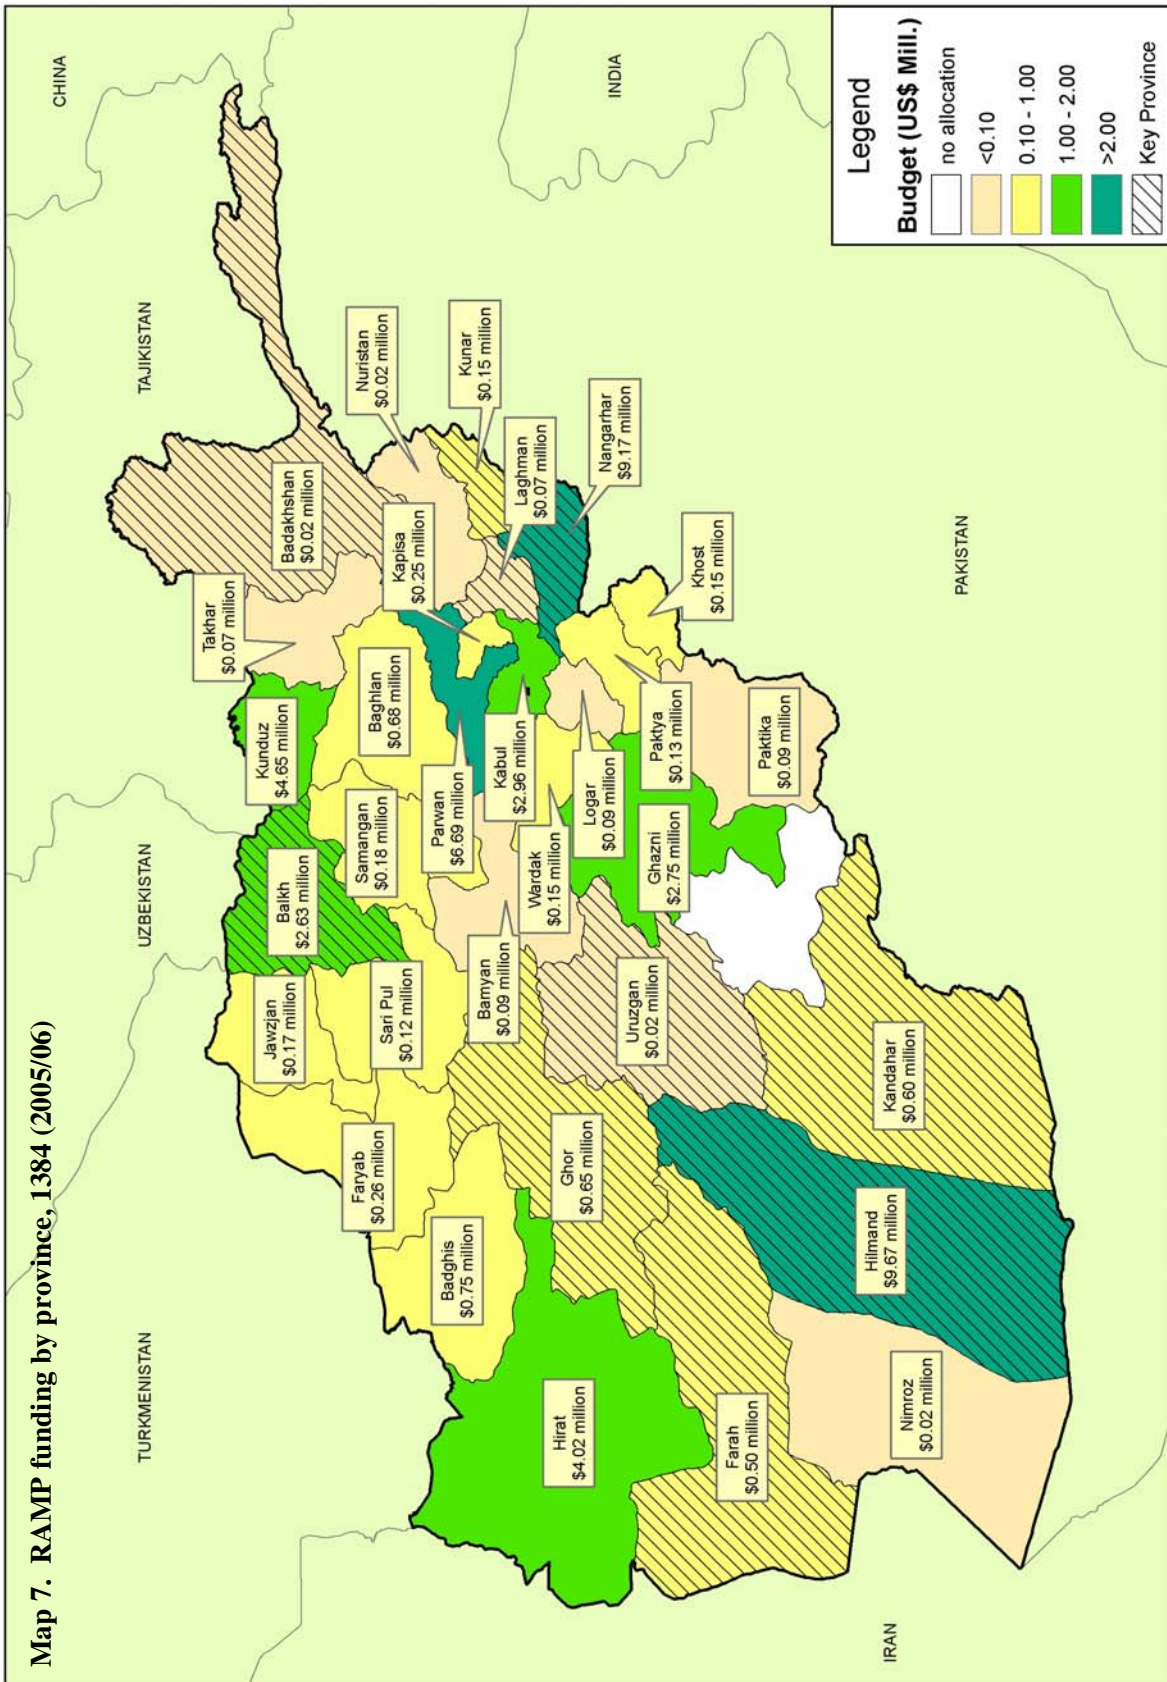 Map 7. RAMP funding by province, 1384 (2005/06)
CHINA
TAJIKISTAN
UZBEKISTAN
TURKMENISTAN
INDIA
PAKISTAN
IRAN
Badakhshan
$0.02 million
Takhar
$0.07 million
Kunduz
$4.65 million
Balkh
$2.63 million
Jawzjan
$0.17 million
Faryab
$0.26 million
Badghis
$0.75 million
Hirat
$4.02 million
Sari Pul
$0.12 million
Samangan
$0.18 million
Baghlan
$0.68 million
Nuristan
$0.02 million
Kunar
$0.15 million
Kapisa
$0.25 million
Laghman
$0.07 million
Nangarhar
$9.17 million
Parwan
$6.69 million
Kabul
$2.96 million
Bamyan
$0.09 million
Wardak
$0.15 million
Logar
$0.09 million
Paktya
$0.13 million
Khost
$0.15 million
Ghazni
$2.75 million
Paktika
$0.09 million
Ghor
$0.65 million
Uruzgan
$0.02 million
Farah
$0.50 million
Nimroz
$0.02 million
Hilmand
$9.67 million
Kandahar
$0.60 million
Legend
Budget (US$ Mill.)
no allocation
<0.10
0.10 - 1.00
1.00 - 2.00
>2.00
Key Province